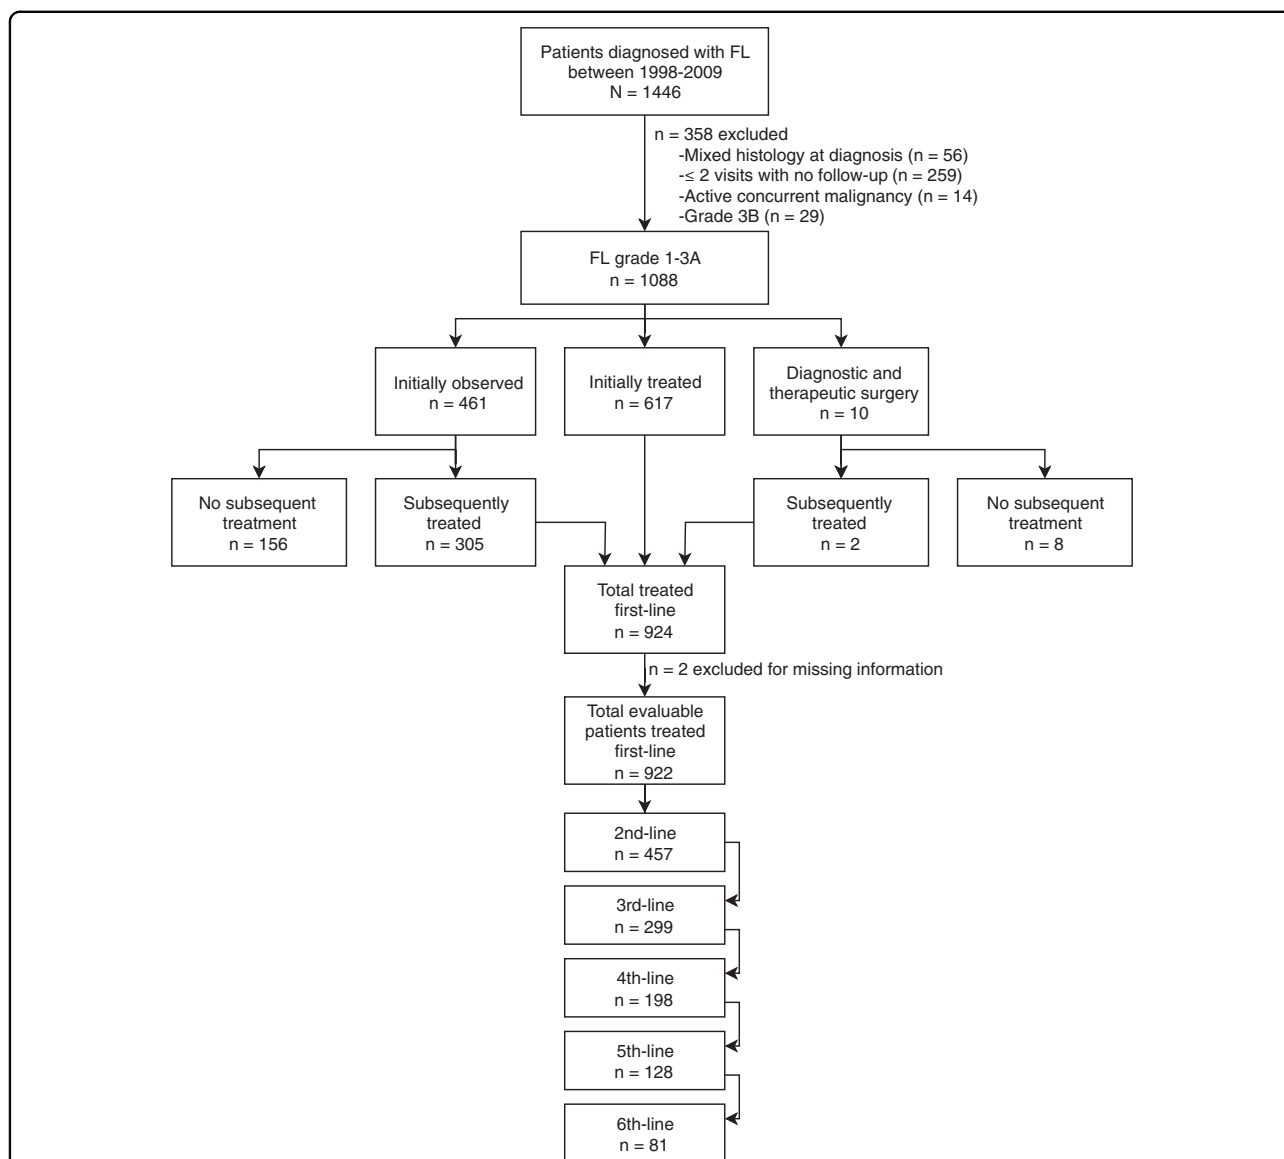 Patients diagnosed with FL
between 1998-2009
N = 1446
n = 358 excluded
-Mixed histology at diagnosis (n = 56)
-≤ 2 visits with no follow-up (n = 259)
-Active concurrent malignancy (n = 14)
-Grade 3B (n = 29)
FL grade 1-3A
n = 1088
Initially observed
n = 461
Initially treated
n = 617
Diagnostic and
therapeutic surgery
n = 10
No subsequent
treatment
n = 156
Subsequently
treated
n = 305
Subsequently
treated
n = 2
No subsequent
treatment
n = 8
Total treated
first-line
n = 924
n = 2 excluded for missing information
Total evaluable
patients treated
first-line
n = 922
2nd-line
n = 457
3rd-line
n = 299
4th-line
n = 198
5th-line
n = 128
6th-line
n = 81